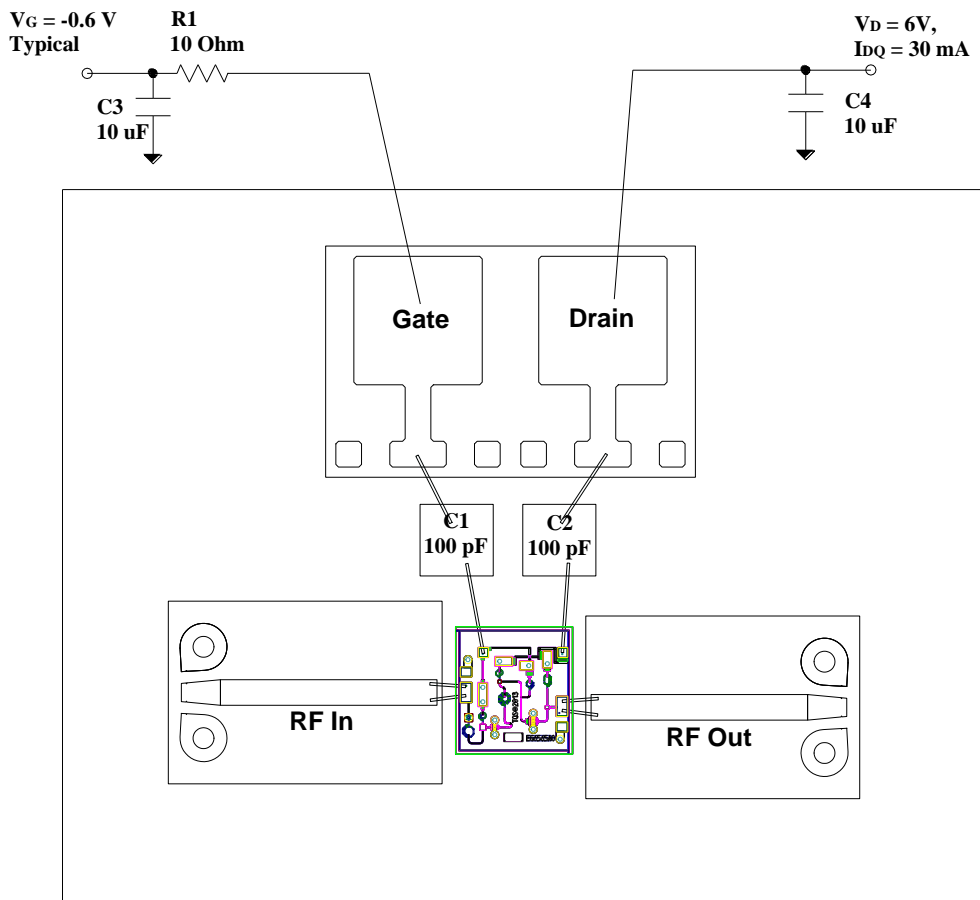 VG = -0.6 V
Typical
R1
10 Ohm
VD = 6V,
IDQ = 30 mA
C3
10 uF
C4
10 uF
Gate
Drain
C1
100 pF
C2
100 pF
RF In
RF Out